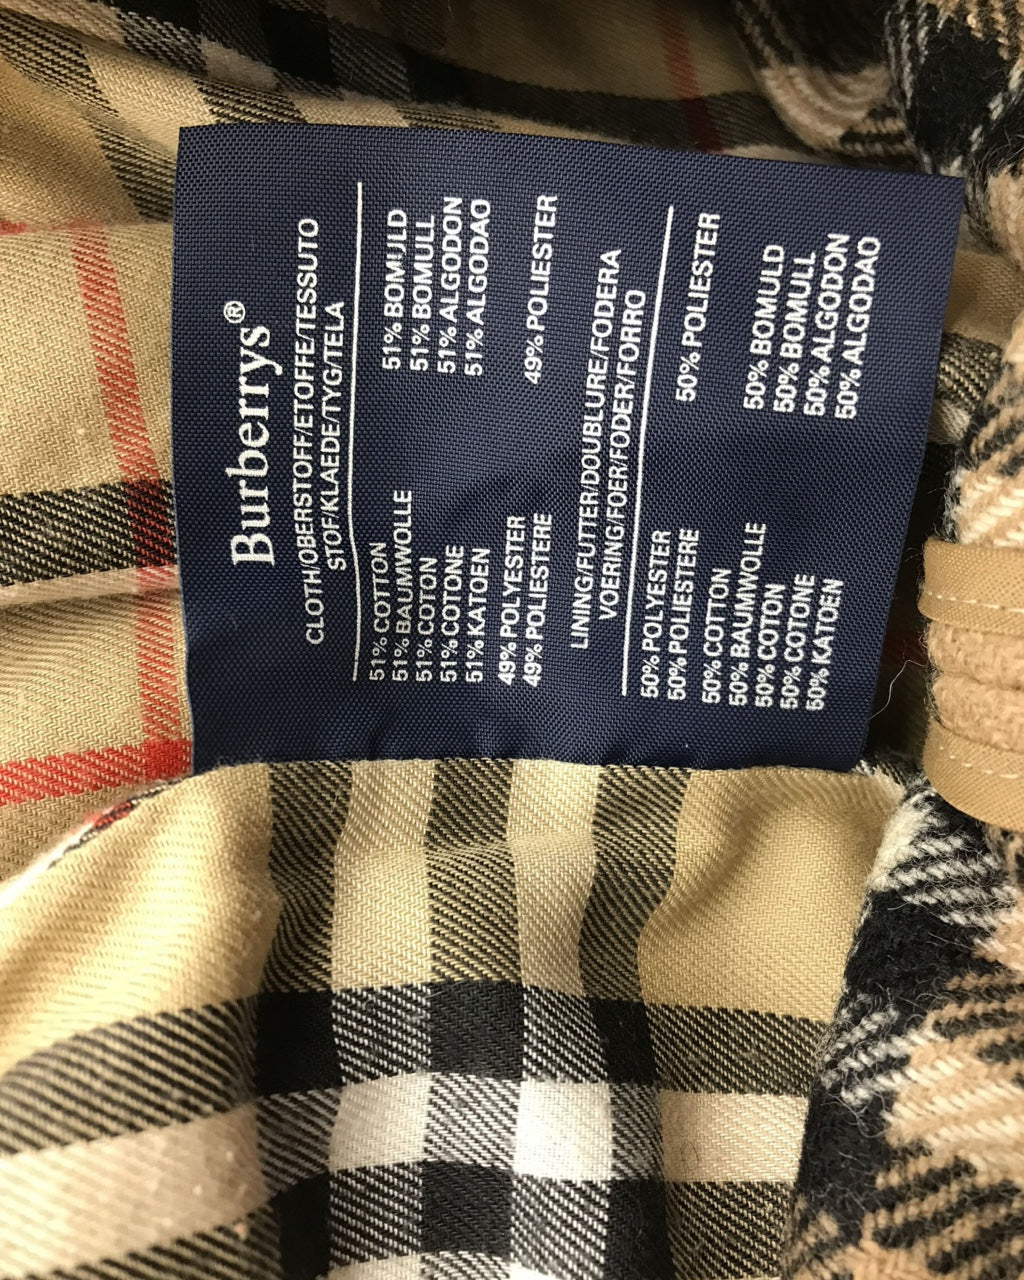 Burberrys®
CLOTH/OBERSTOFF/ETOFFE/TESSUTO
STOF/KLAEDE/TYG/TELA
51% COTTON 51% BOMULD
51% BAUMWOLLE 51% BOMULL
51% COTON 51% ALGODON
51% COTONE 51% ALGODAO
51% KATOEN
49% POLYESTER 49% POLIESTER
49% POLIESTERE
LINING/FUTTER/DOUBLURE/FODERA
VOERING/FOER/FODER/FORRO
50% POLYESTER 50% POLIESTER
50% POLIESTERE
50% COTTON 50% BOMULD
50% BAUMWOLLE 50% BOMULL
50% COTON 50% ALGODON
50% COTONE 50% ALGODAO
50% KATOEN